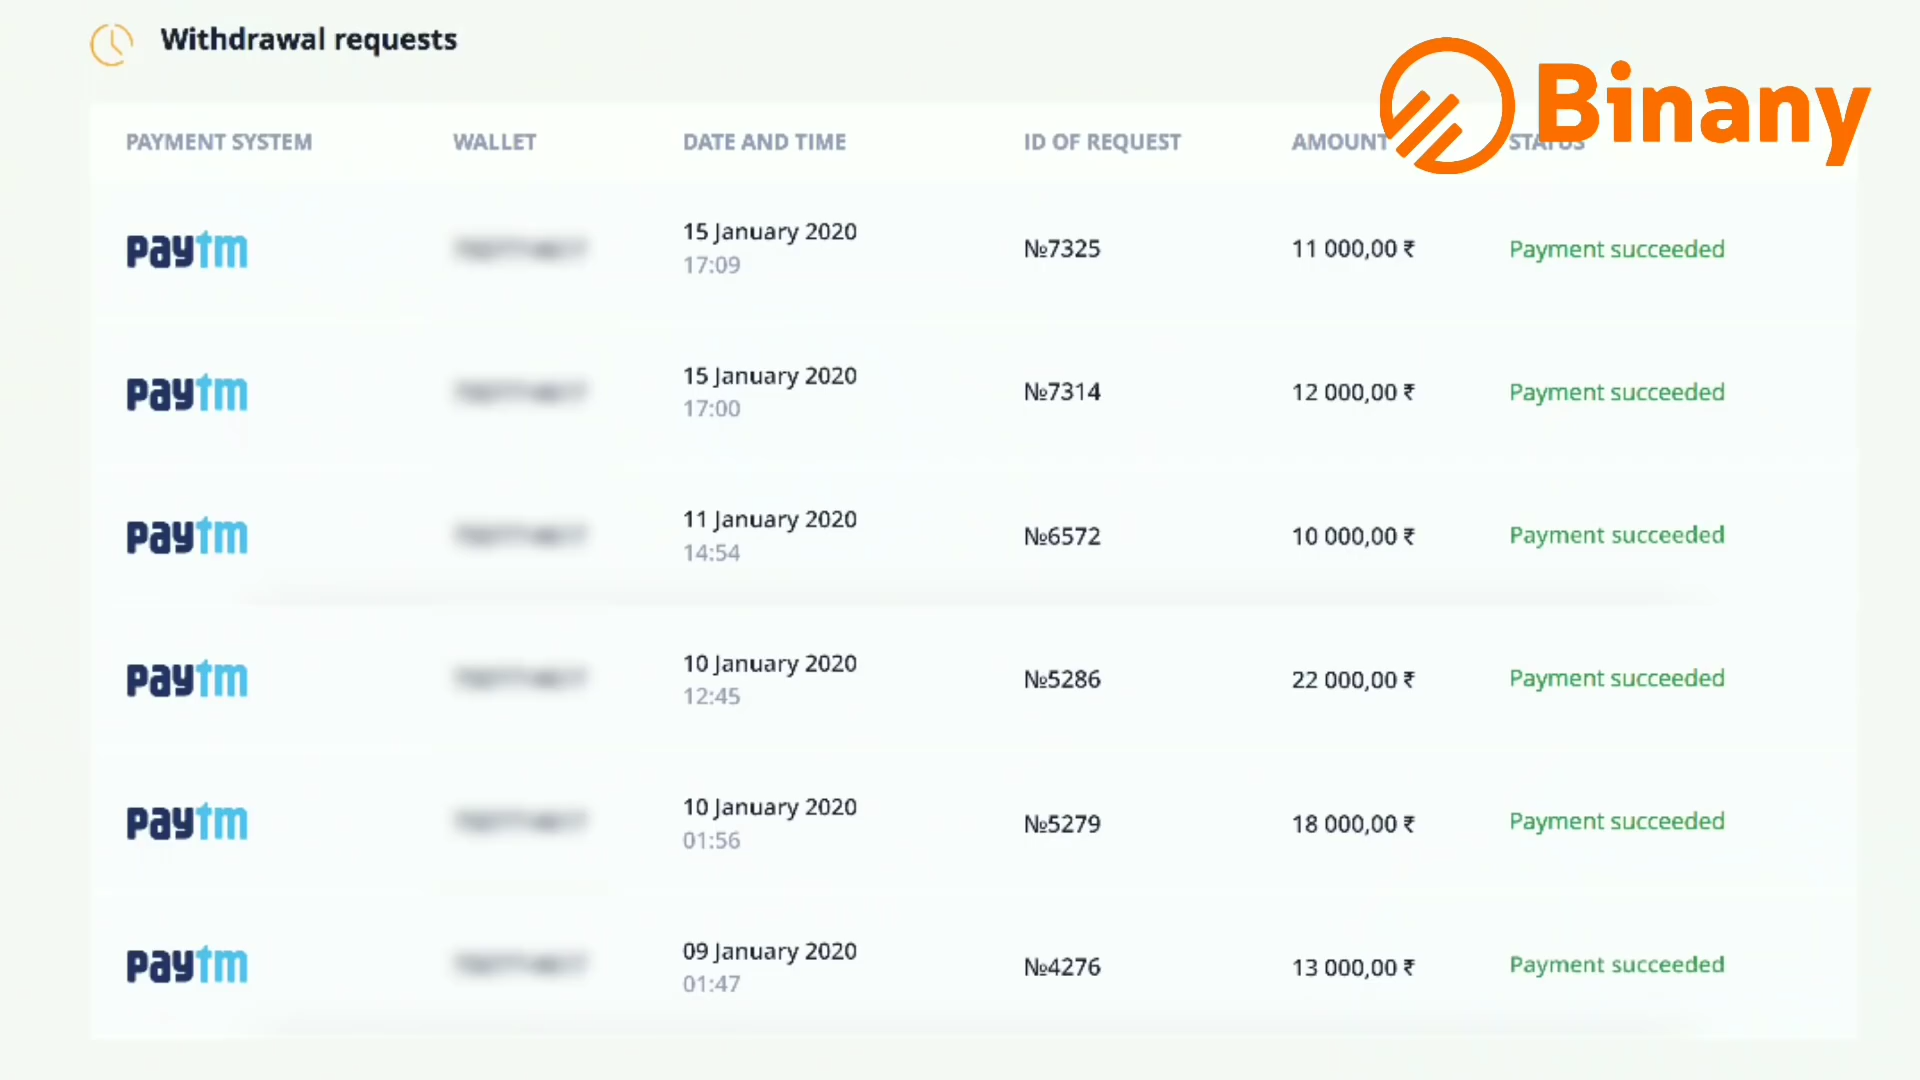 Withdrawal requests
Binany
PAYMENT SYSTEM WALLET DATE AND TIME ID OF REQUEST AMOUNT STATUS
paytm 15 January 2020 №7325 11 000,00 ₹ Payment succeeded
17:09
paytm 15 January 2020 №7314 12 000,00 ₹ Payment succeeded
17:00
paytm 11 January 2020 №6572 10 000,00 ₹ Payment succeeded
14:54
paytm 10 January 2020 №5286 22 000,00 ₹ Payment succeeded
12:45
paytm 10 January 2020 №5279 18 000,00 ₹ Payment succeeded
01:56
paytm 09 January 2020 №4276 13 000,00 ₹ Payment succeeded
01:47